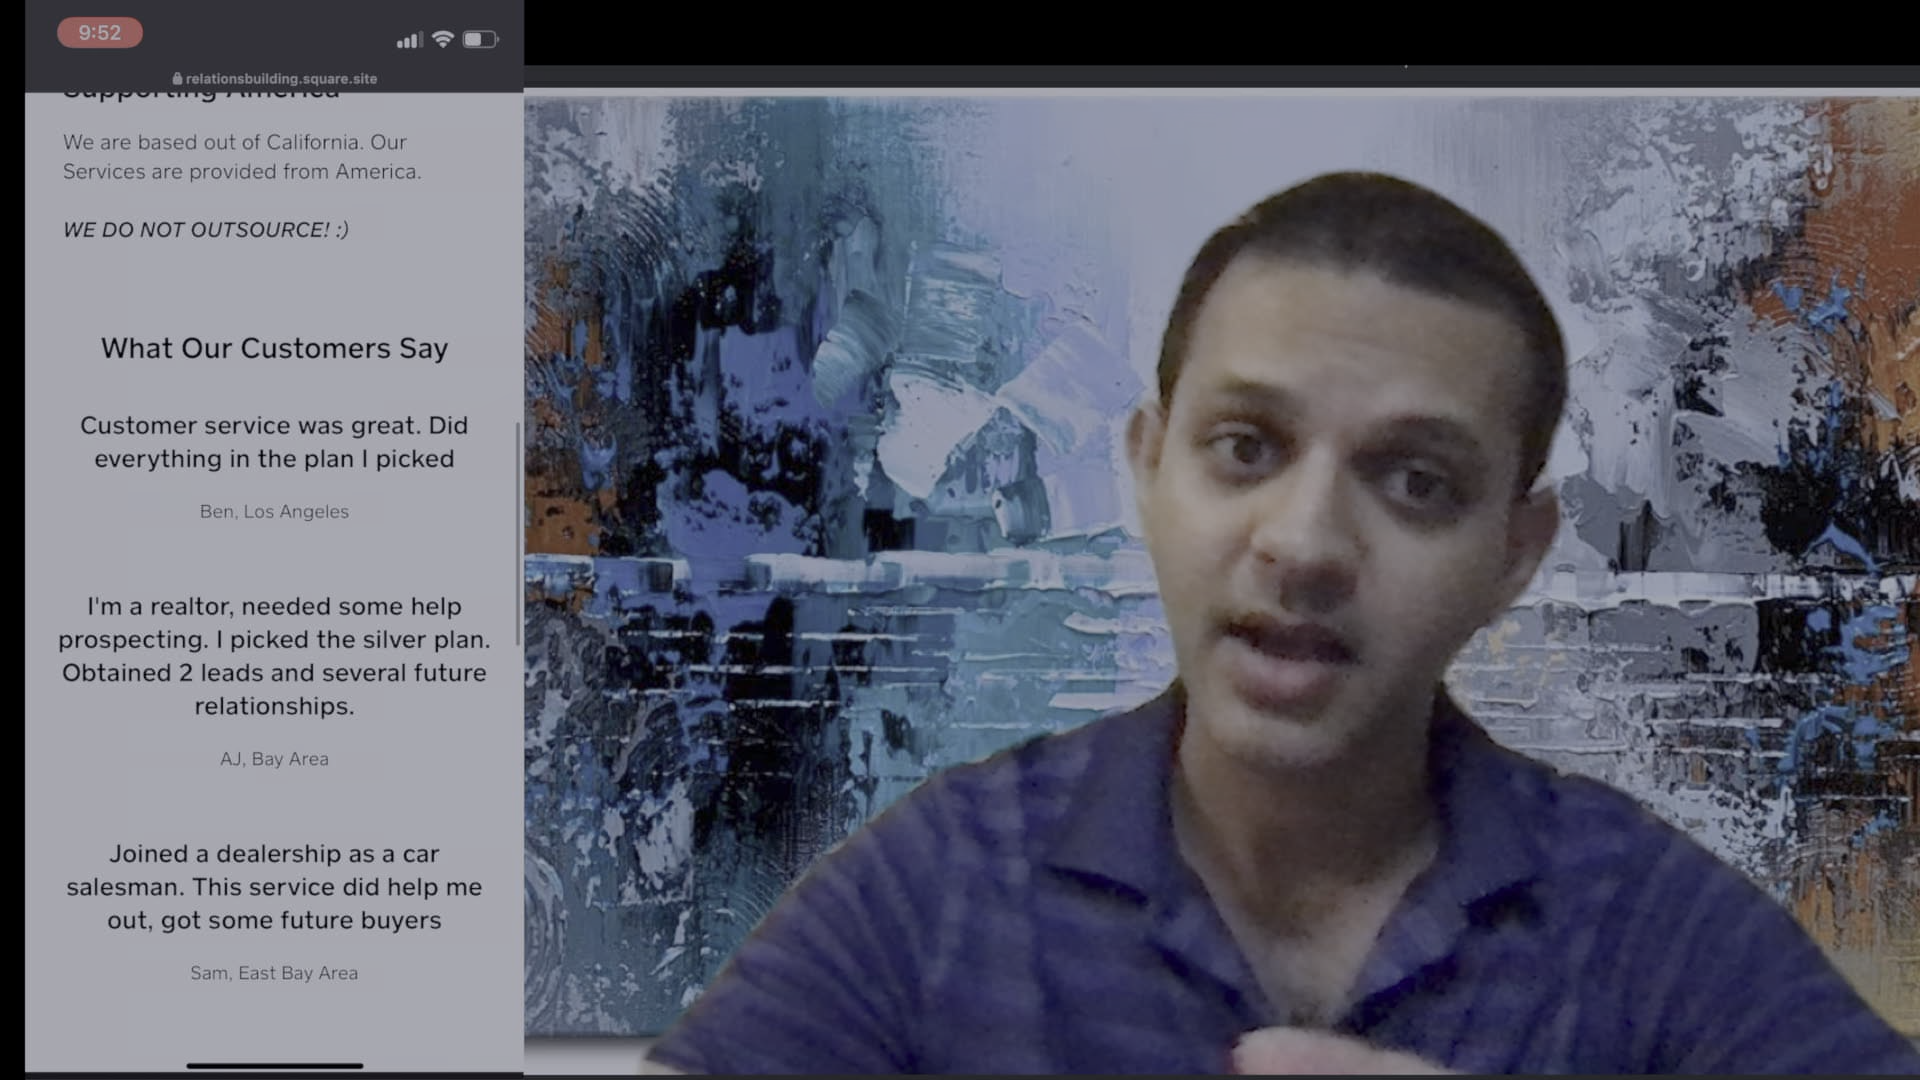 9:52
relationsbuilding.square.site
Supporting America
We are based out of California. Our
Services are provided from America.
WE DO NOT OUTSOURCE! :)
What Our Customers Say
Customer service was great. Did
everything in the plan I picked
Ben, Los Angeles
I'm a realtor, needed some help
prospecting. I picked the silver plan.
Obtained 2 leads and several future
relationships.
AJ, Bay Area
Joined a dealership as a car
salesman. This service did help me
out, got some future buyers
Sam, East Bay Area